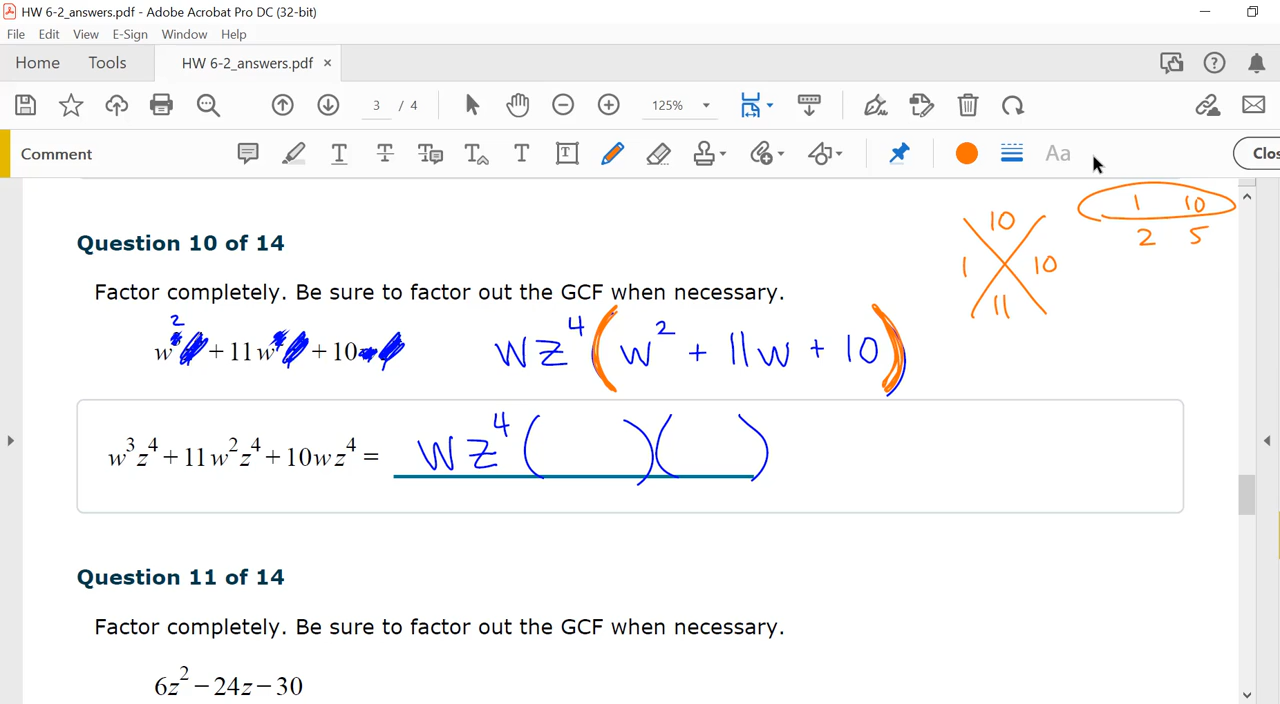 HW 6-2_answers.pdf - Adobe Acrobat Pro DC (32-bit)
File Edit View E-Sign Window Help
Home Tools HW 6-2_answers.pdf ×
3 / 4 125%
Comment Aa Clos
1 10
2 5
10
1 10
11
Question 10 of 14
Factor completely. Be sure to factor out the GCF when necessary.
w² + 11w + 10 wz⁴(w² + 11w + 10)
w³z⁴ + 11w²z⁴ + 10wz⁴ = wz⁴( )( )
Question 11 of 14
Factor completely. Be sure to factor out the GCF when necessary.
6z² − 24z − 30